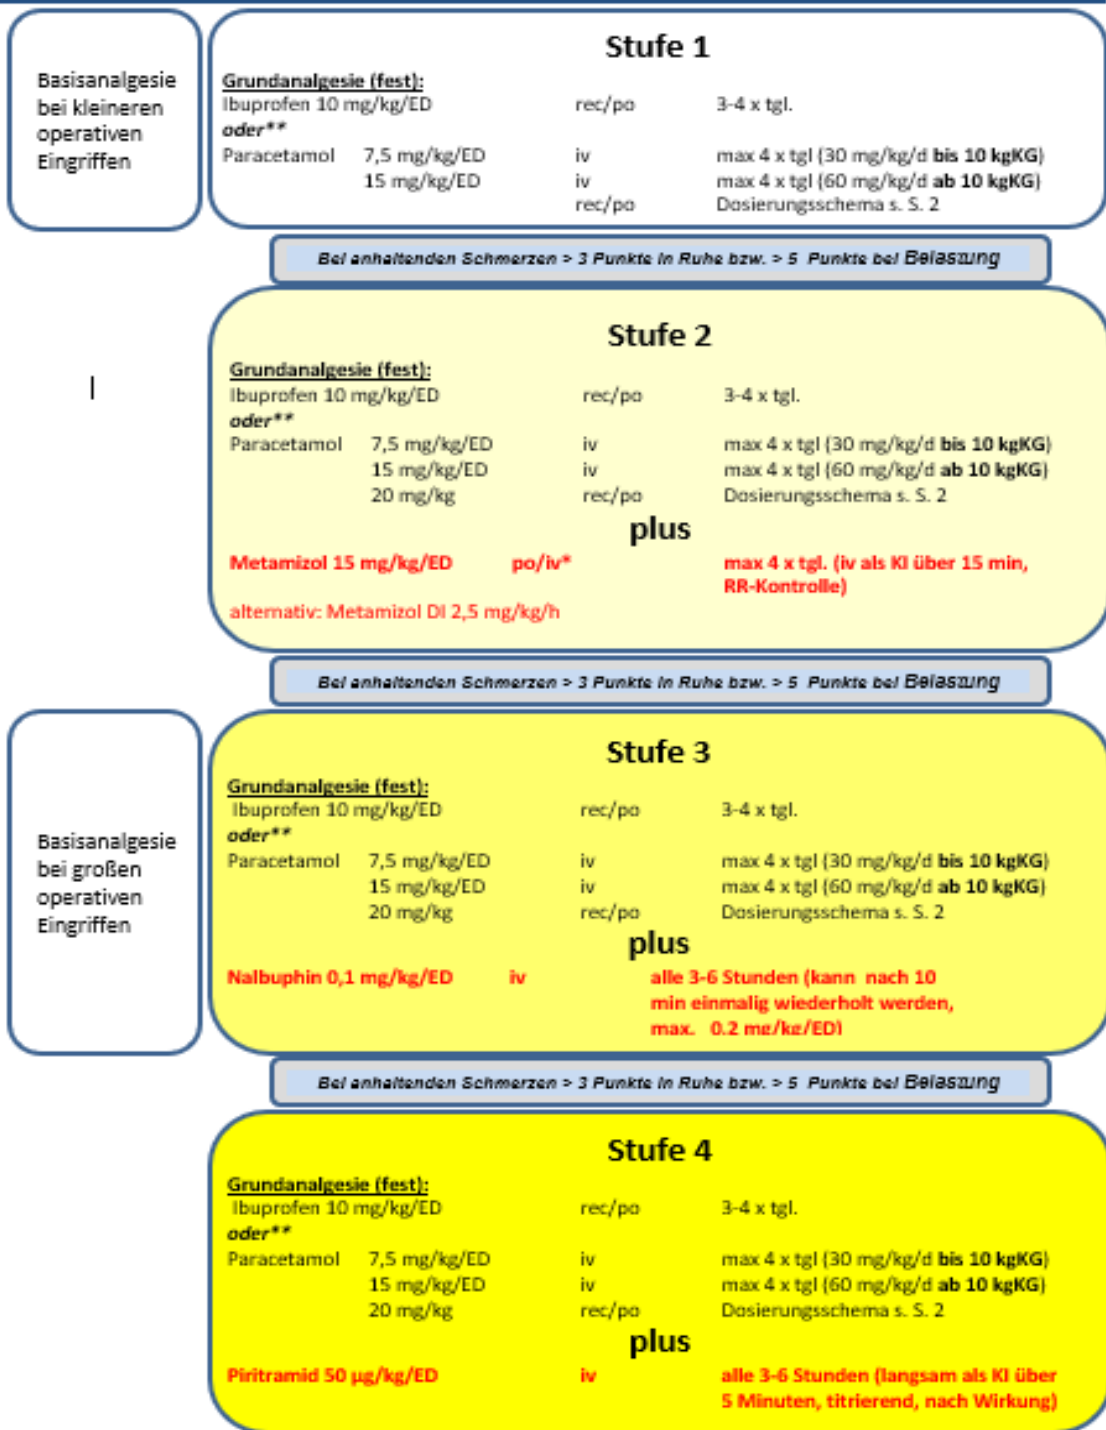 Basisanalgesie
bei kleineren
operativen
Eingriffen
Stufe 1
Grundanalgesie (fest):
Ibuprofen 10 mg/kg/ED rec/po 3-4 x tgl.
oder**
Paracetamol 7,5 mg/kg/ED iv max 4 x tgl (30 mg/kg/d bis 10 kgKG)
15 mg/kg/ED iv max 4 x tgl (60 mg/kg/d ab 10 kgKG)
rec/po Dosierungsschema s. S. 2
Bei anhaltenden Schmerzen > 3 Punkte in Ruhe bzw. > 5 Punkte bei Belastung
Stufe 2
Grundanalgesie (fest):
Ibuprofen 10 mg/kg/ED rec/po 3-4 x tgl.
oder**
Paracetamol 7,5 mg/kg/ED iv max 4 x tgl (30 mg/kg/d bis 10 kgKG)
15 mg/kg/ED iv max 4 x tgl (60 mg/kg/d ab 10 kgKG)
20 mg/kg rec/po Dosierungsschema s. S. 2
plus
Metamizol 15 mg/kg/ED po/iv* max 4 x tgl. (iv als KI über 15 min,
RR-Kontrolle)
alternativ: Metamizol DI 2,5 mg/kg/h
Bei anhaltenden Schmerzen > 3 Punkte in Ruhe bzw. > 5 Punkte bei Belastung
Basisanalgesie
bei großen
operativen
Eingriffen
Stufe 3
Grundanalgesie (fest):
Ibuprofen 10 mg/kg/ED rec/po 3-4 x tgl.
oder**
Paracetamol 7,5 mg/kg/ED iv max 4 x tgl (30 mg/kg/d bis 10 kgKG)
15 mg/kg/ED iv max 4 x tgl (60 mg/kg/d ab 10 kgKG)
20 mg/kg rec/po Dosierungsschema s. S. 2
plus
Nalbuphin 0,1 mg/kg/ED iv alle 3-6 Stunden (kann nach 10
min einmalig wiederholt werden,
max. 0.2 mg/kg/ED)
Bei anhaltenden Schmerzen > 3 Punkte in Ruhe bzw. > 5 Punkte bei Belastung
Stufe 4
Grundanalgesie (fest):
Ibuprofen 10 mg/kg/ED rec/po 3-4 x tgl.
oder**
Paracetamol 7,5 mg/kg/ED iv max 4 x tgl (30 mg/kg/d bis 10 kgKG)
15 mg/kg/ED iv max 4 x tgl (60 mg/kg/d ab 10 kgKG)
20 mg/kg rec/po Dosierungsschema s. S. 2
plus
Piritramid 50 µg/kg/ED iv alle 3-6 Stunden (langsam als KI über
5 Minuten, titrierend, nach Wirkung)